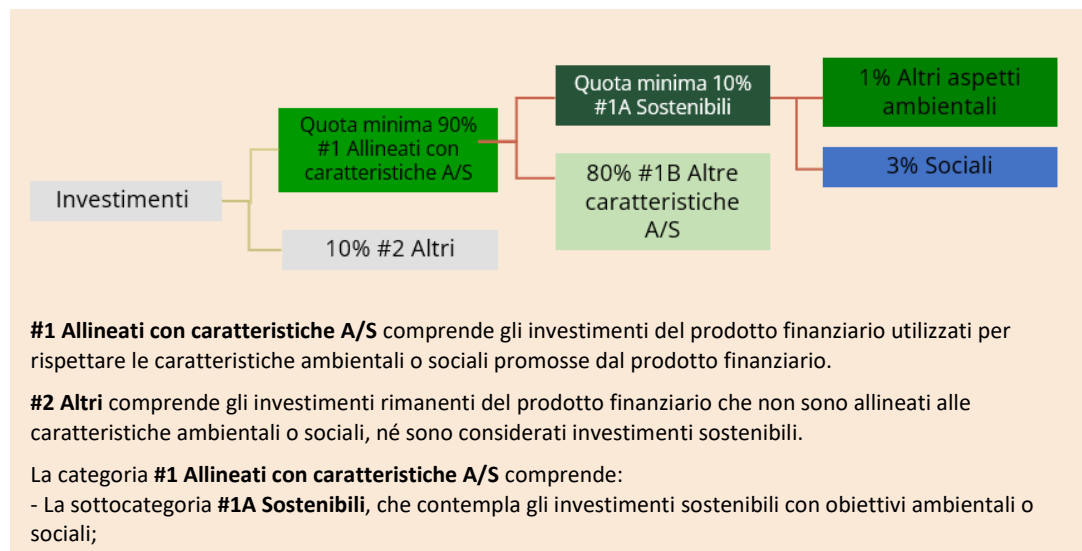 Investimenti
Quota minima 90%
#1 Allineati con
caratteristiche A/S
10% #2 Altri
Quota minima 10%
#1A Sostenibili
80% #1B Altre
caratteristiche
A/S
1% Altri aspetti
ambientali
3% Sociali
#1 Allineati con caratteristiche A/S comprende gli investimenti del prodotto finanziario utilizzati per
rispettare le caratteristiche ambientali o sociali promosse dal prodotto finanziario.
#2 Altri comprende gli investimenti rimanenti del prodotto finanziario che non sono allineati alle
caratteristiche ambientali o sociali, né sono considerati investimenti sostenibili.
La categoria #1 Allineati con caratteristiche A/S comprende:
- La sottocategoria #1A Sostenibili, che contempla gli investimenti sostenibili con obiettivi ambientali o
sociali;